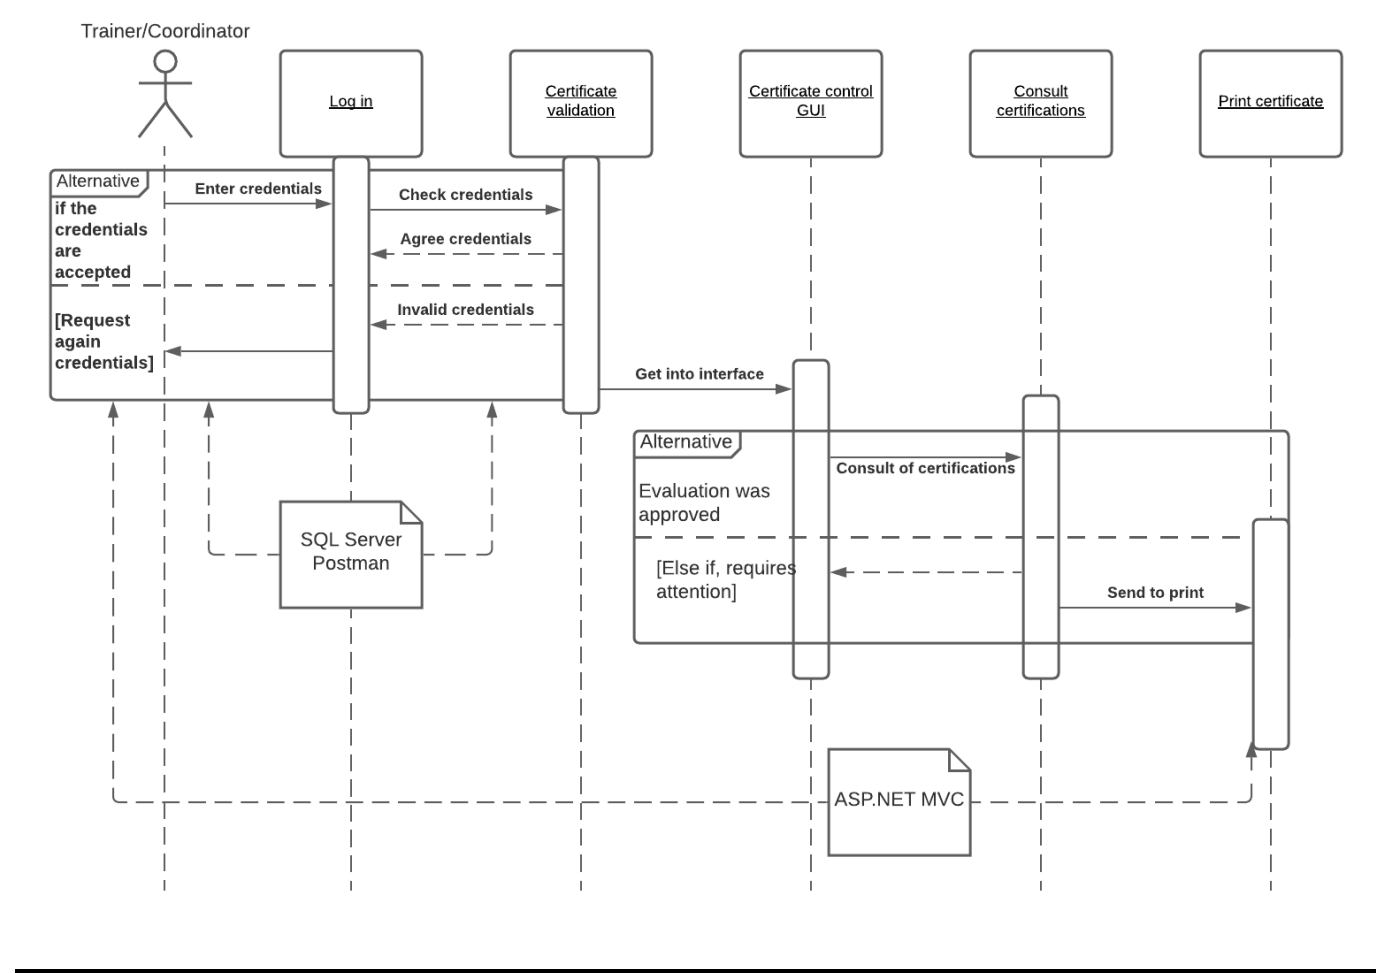 Trainer/Coordinator
Log in
Certificate
validation
Certificate control
GUI
Consult
certifications
Print certificate
Alternative
if the
credentials
are
accepted
Enter credentials
Check credentials
Agree credentials
Invalid credentials
[Request
again
credentials]
Get into interface
Alternative
Consult of certifications
Evaluation was
approved
[Else if, requires
attention]
Send to print
SQL Server
Postman
ASP.NET MVC